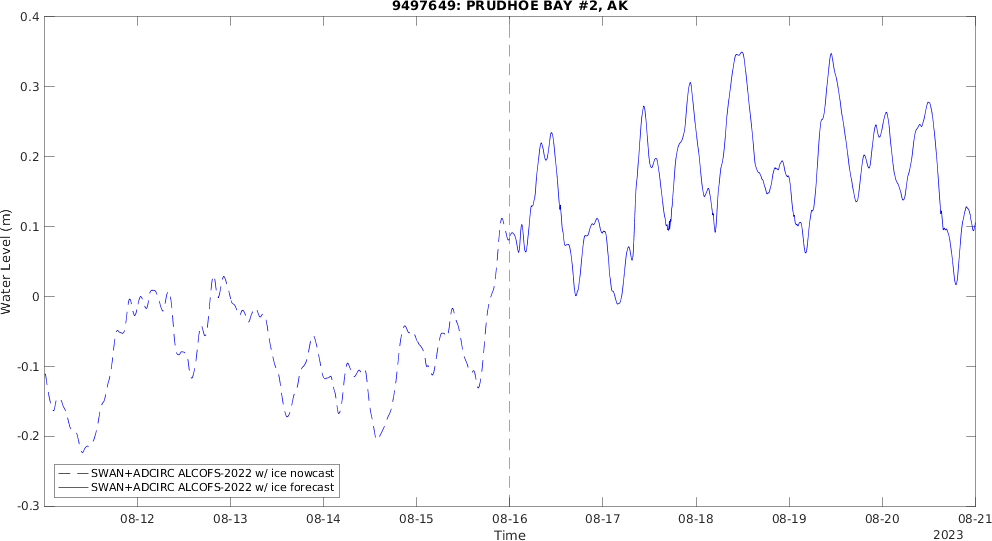 9497649: PRUDHOE BAY #2, AK
0.4
0.3
0.2
0.1
0
-0.1
-0.2
-0.3
Water Level (m)
SWAN+ADCIRC ALCOFS-2022 w/ ice nowcast
SWAN+ADCIRC ALCOFS-2022 w/ ice forecast
08-12 08-13 08-14 08-15 08-16 08-17 08-18 08-19 08-20 08-21
Time
2023